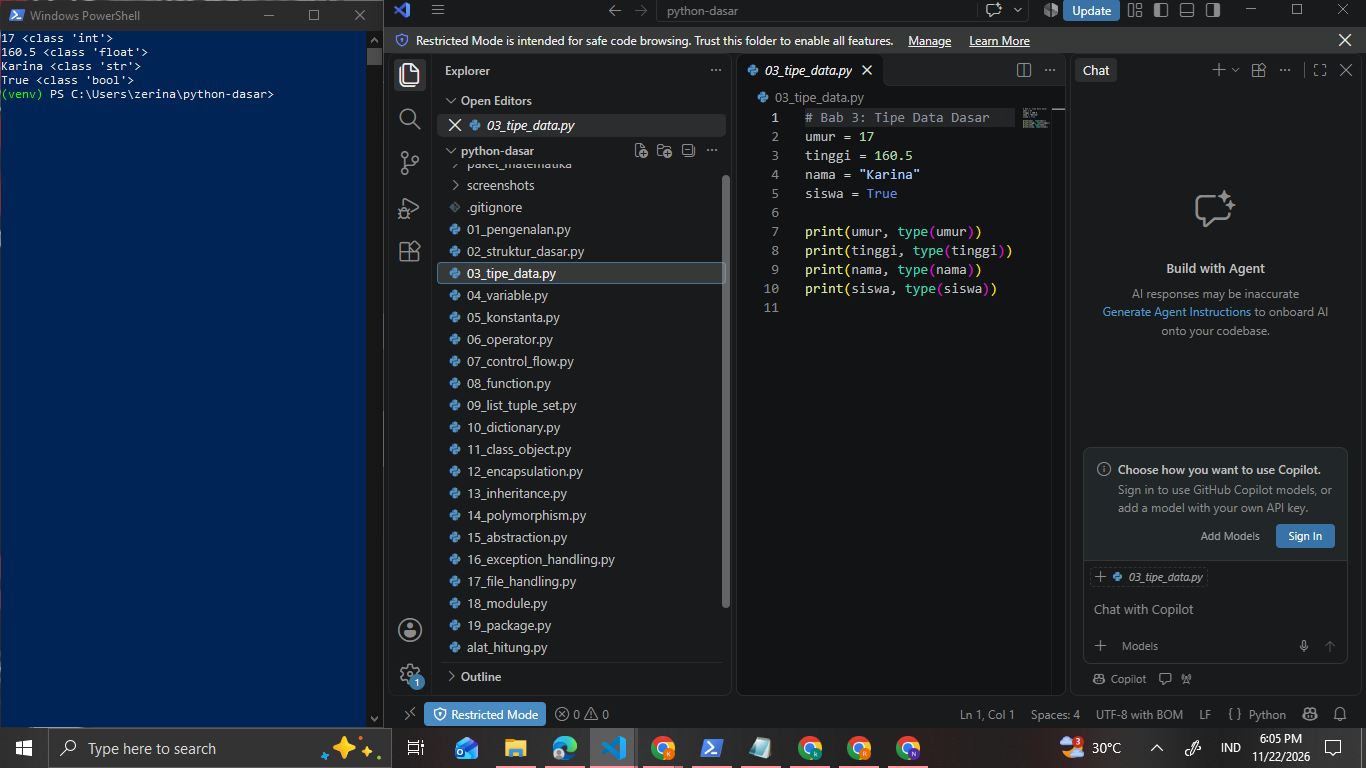 Windows PowerShell
17 <class 'int'>
160.5 <class 'float'>
Karina <class 'str'>
True <class 'bool'>
(venv) PS C:\Users\zerina\python-dasar>
python-dasar
Update
Restricted Mode is intended for safe code browsing. Trust this folder to enable all features. Manage Learn More
Explorer
Open Editors
03_tipe_data.py
python-dasar
paket_matematika
screenshots
.gitignore
01_pengenalan.py
02_struktur_dasar.py
03_tipe_data.py
04_variable.py
05_konstanta.py
06_operator.py
07_control_flow.py
08_function.py
09_list_tuple_set.py
10_dictionary.py
11_class_object.py
12_encapsulation.py
13_inheritance.py
14_polymorphism.py
15_abstraction.py
16_exception_handling.py
17_file_handling.py
18_module.py
19_package.py
alat_hitung.py
Outline
03_tipe_data.py
03_tipe_data.py
1 # Bab 3: Tipe Data Dasar
2 umur = 17
3 tinggi = 160.5
4 nama = "Karina"
5 siswa = True
6
7 print(umur, type(umur))
8 print(tinggi, type(tinggi))
9 print(nama, type(nama))
10 print(siswa, type(siswa))
11
Chat
Build with Agent
AI responses may be inaccurate
Generate Agent Instructions to onboard AI
onto your codebase.
Choose how you want to use Copilot.
Sign in to use GitHub Copilot models, or
add a model with your own API key.
Add Models Sign In
03_tipe_data.py
Chat with Copilot
Models
Copilot
1
Restricted Mode 0 0 Ln 1, Col 1 Spaces: 4 UTF-8 with BOM LF {} Python
Type here to search
3 30°C IND 6:05 PM
11/22/2026